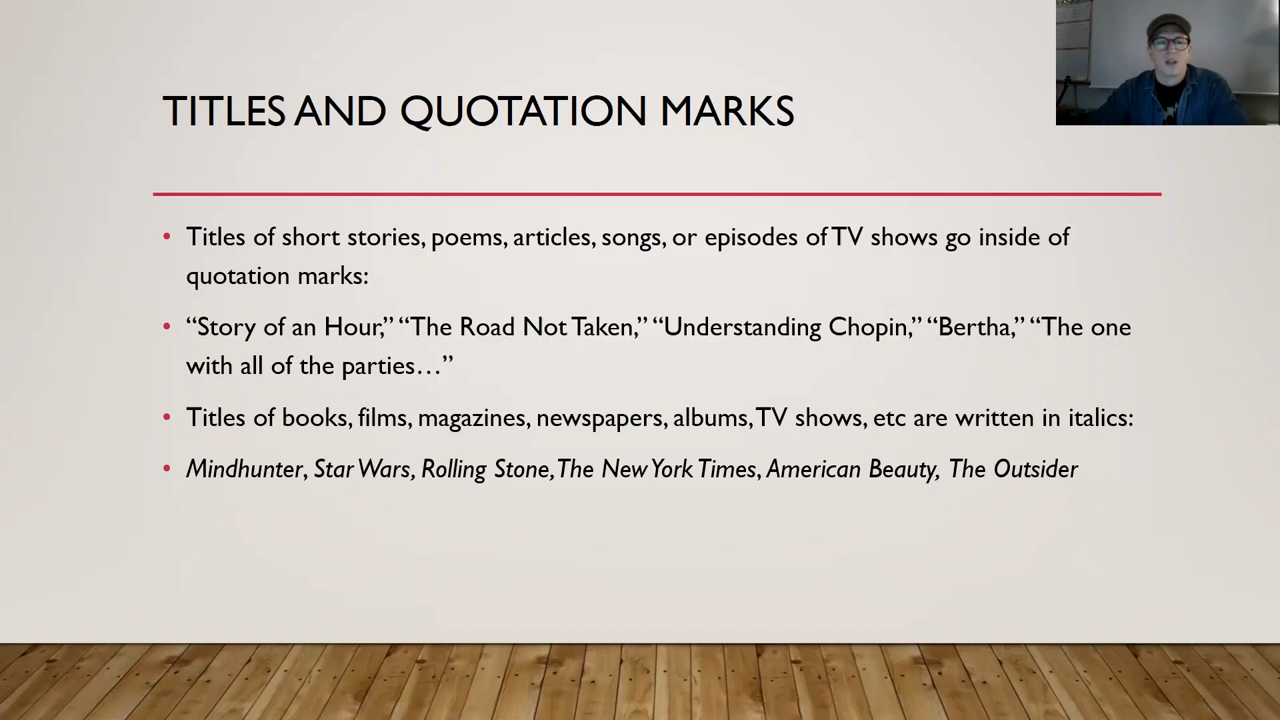 TITLES AND QUOTATION MARKS
• Titles of short stories, poems, articles, songs, or episodes of TV shows go inside of
quotation marks:
• “Story of an Hour,” “The Road Not Taken,” “Understanding Chopin,” “Bertha,” “The one
with all of the parties…”
• Titles of books, films, magazines, newspapers, albums, TV shows, etc are written in italics:
• Mindhunter, Star Wars, Rolling Stone, The New York Times, American Beauty, The Outsider